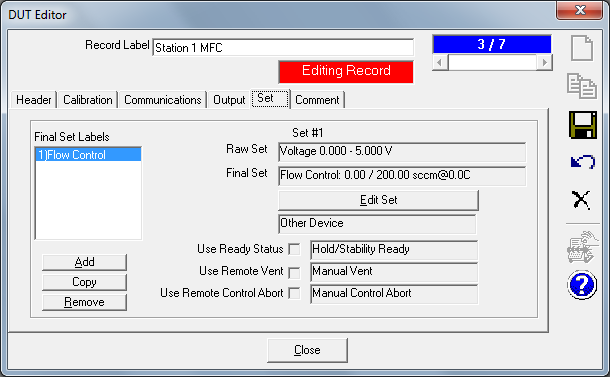 DUT Editor
Record Label Station 1 MFC
3 / 7
Editing Record
Header Calibration Communications Output Set Comment
Set #1
Final Set Labels
1)Flow Control
Raw Set Voltage 0.000 - 5.000 V
Final Set Flow Control: 0.00 / 200.00 sccm@0.0C
Edit Set
Other Device
Use Ready Status Hold/Stability Ready
Use Remote Vent Manual Vent
Use Remote Control Abort Manual Control Abort
Add
Copy
Remove
Close